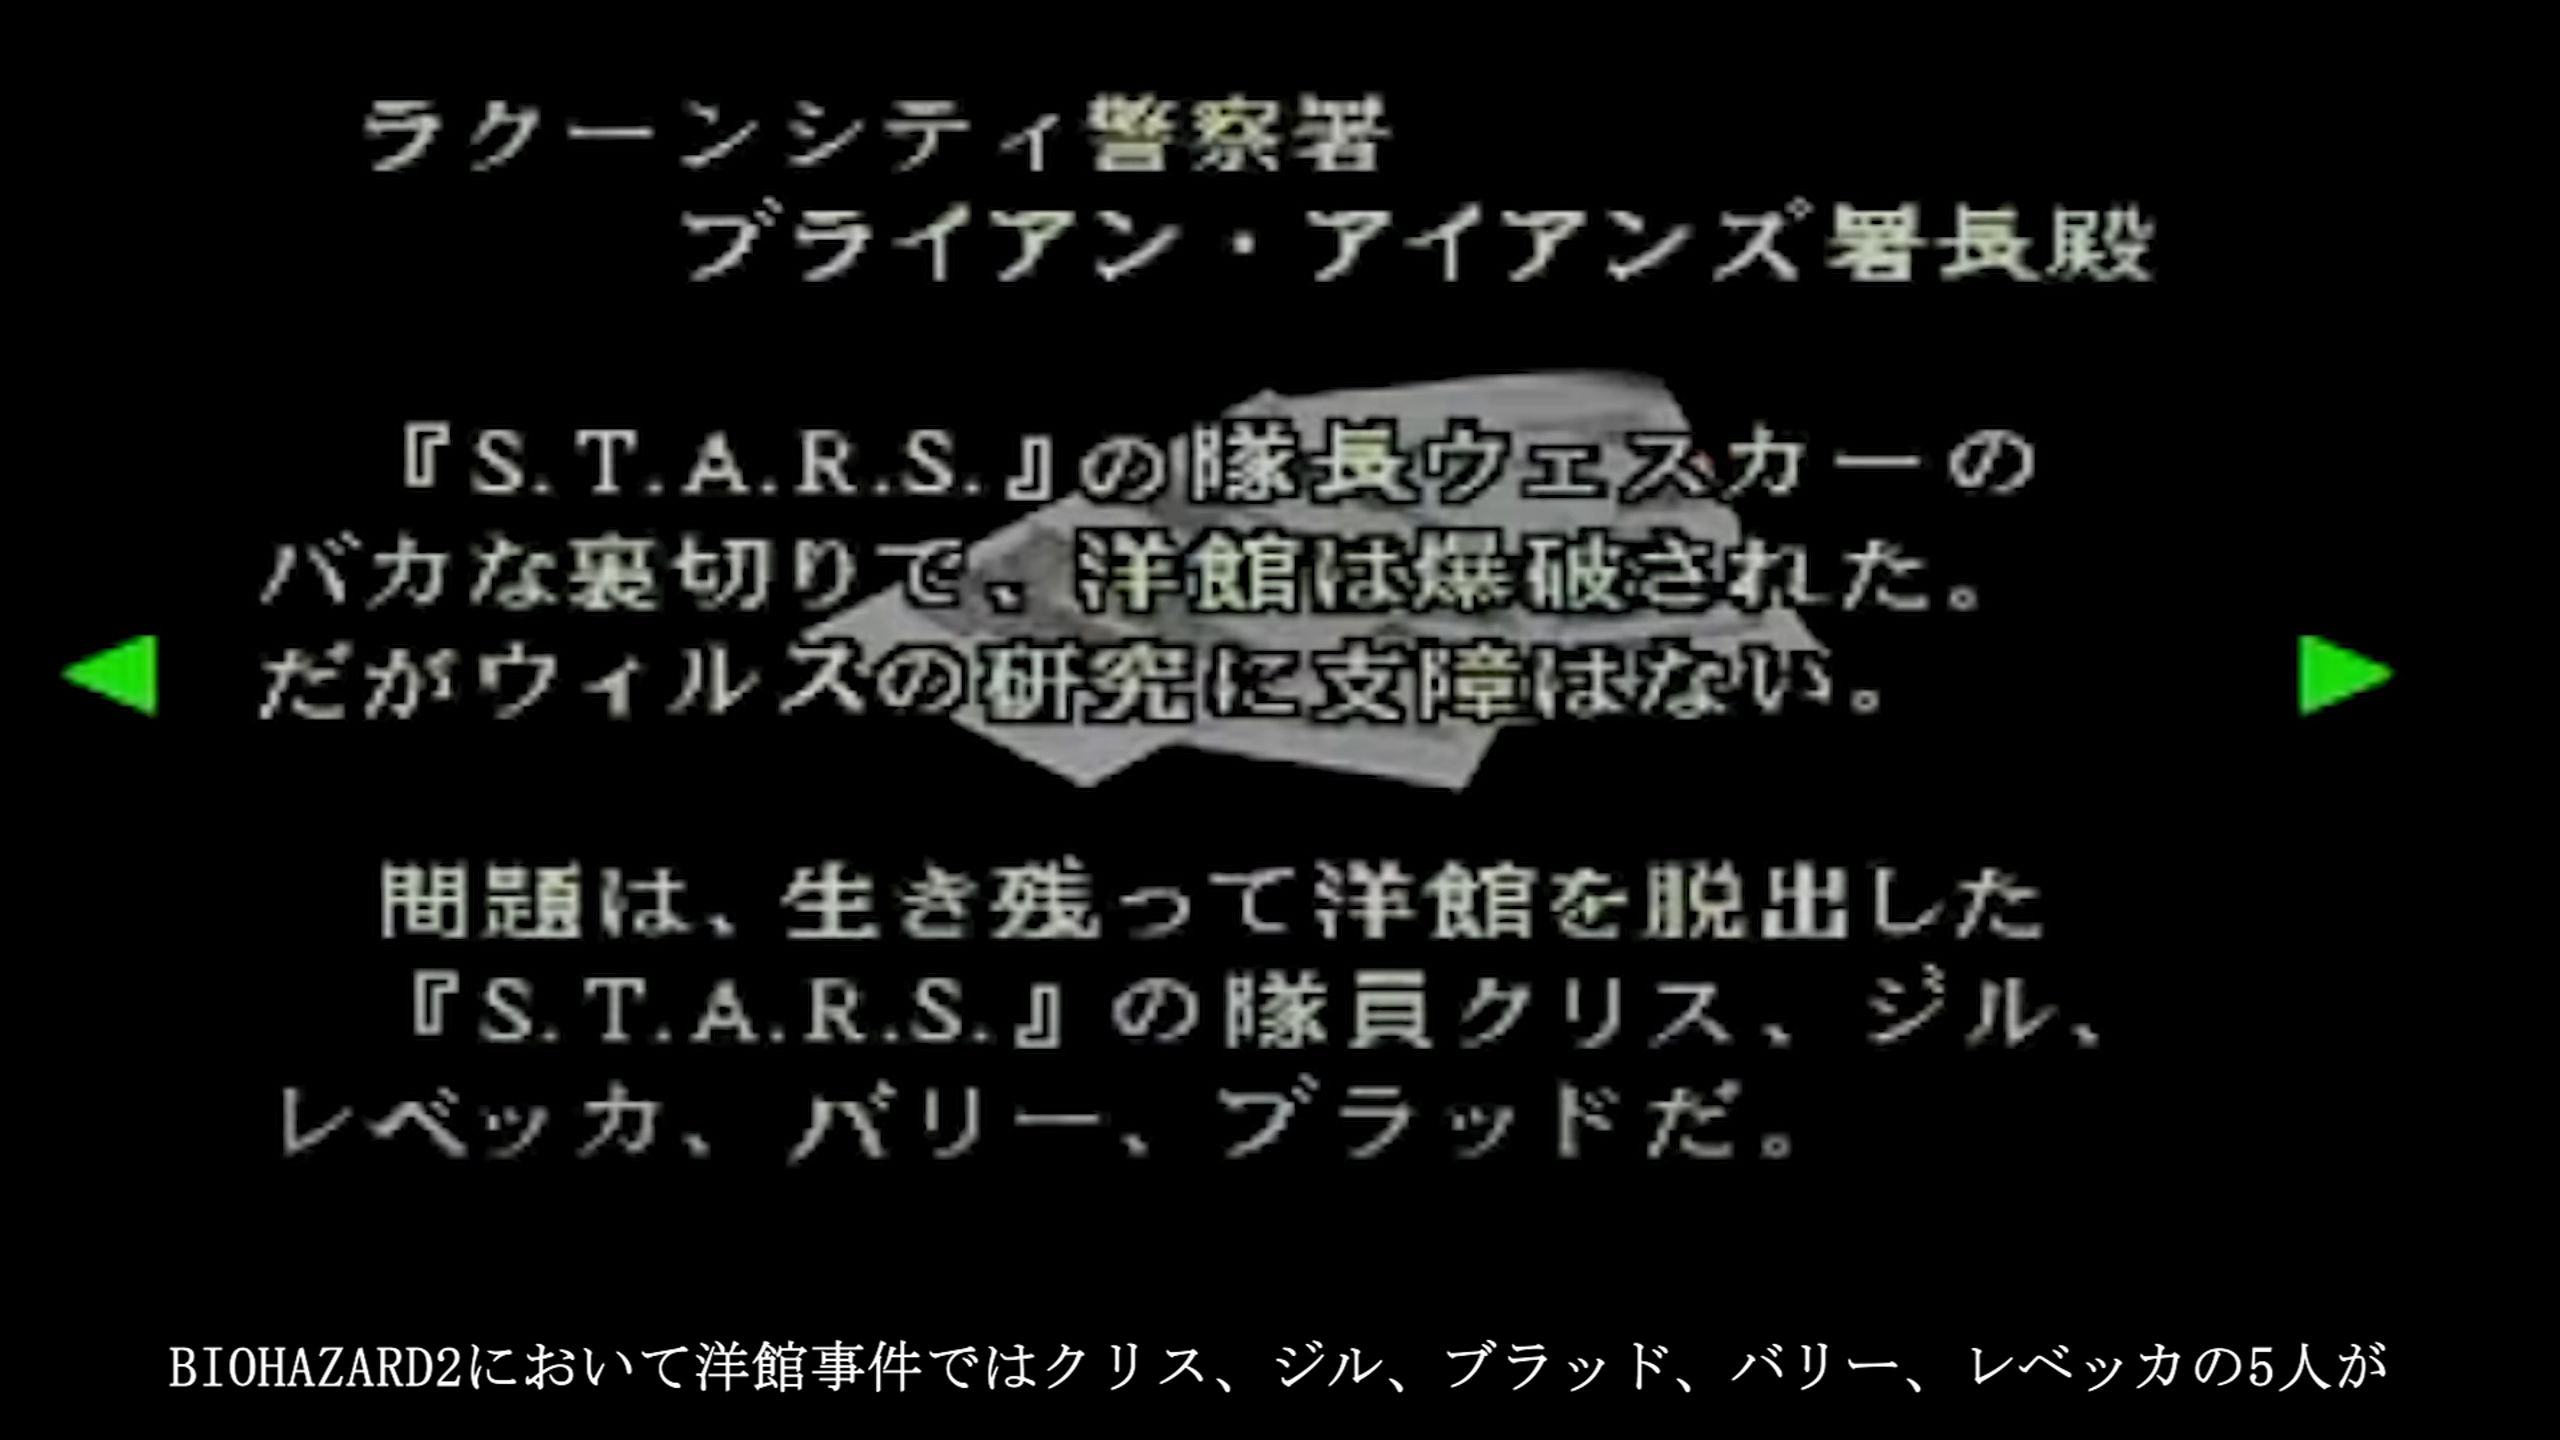 ラクーンシティ警察署
ブライアン・アイアンズ署長殿
『S.T.A.R.S.』の隊長ウェスカーの
バカな裏切りで、洋館は爆破された。
だがウィルスの研究に支障はない。
問題は、生き残って洋館を脱出した
『S.T.A.R.S.』の隊員クリス、ジル、
レベッカ、バリー、ブラッドだ。
BIOHAZARD2において洋館事件ではクリス、ジル、ブラッド、バリー、レベッカの5人が